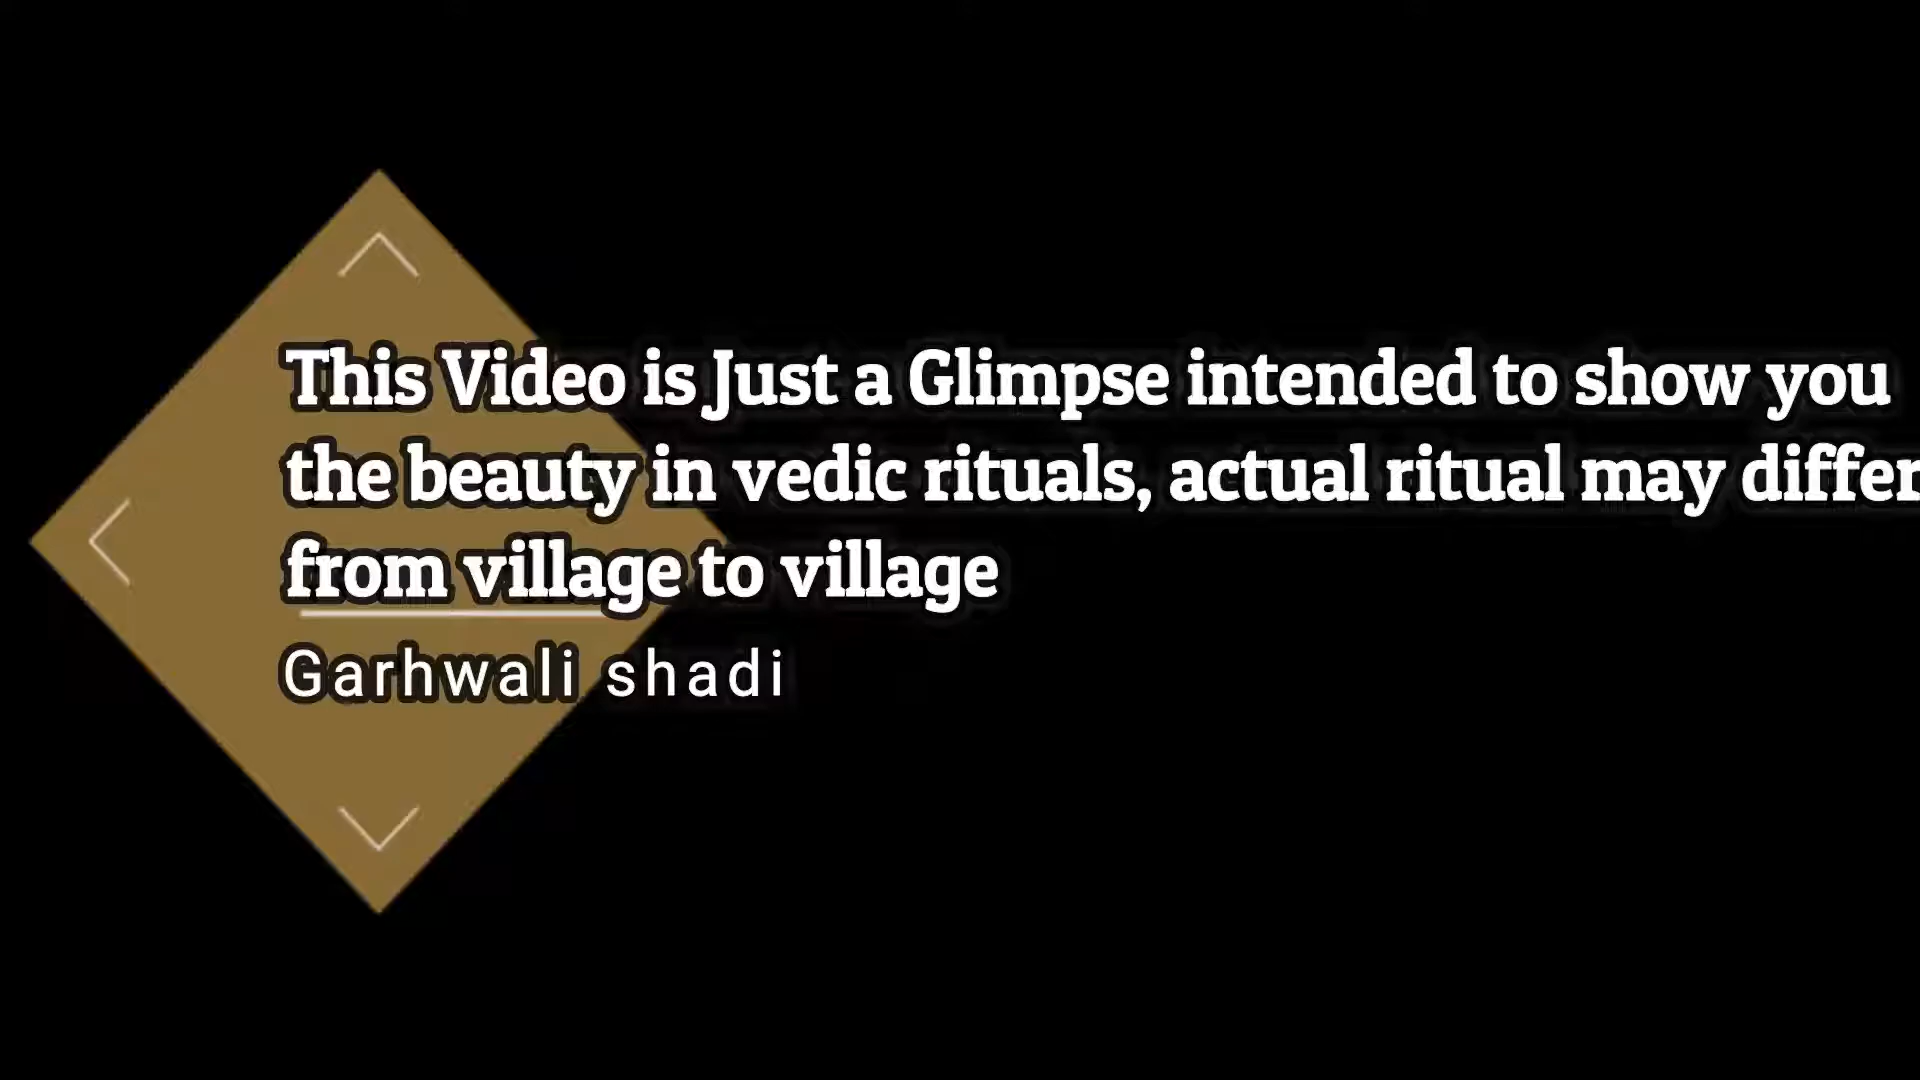 This Video is Just a Glimpse intended to show you
the beauty in vedic rituals, actual ritual may differ
from village to village
Garhwali shadi